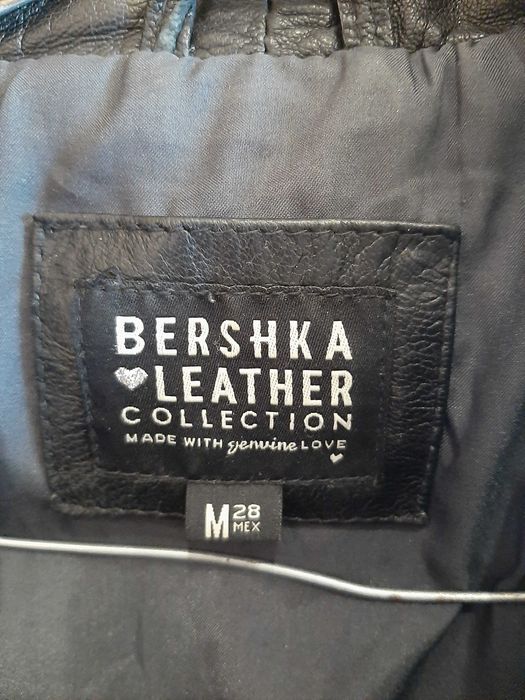 BERSHKA
LEATHER
COLLECTION
MADE WITH genuine LOVE
M 28
MEX